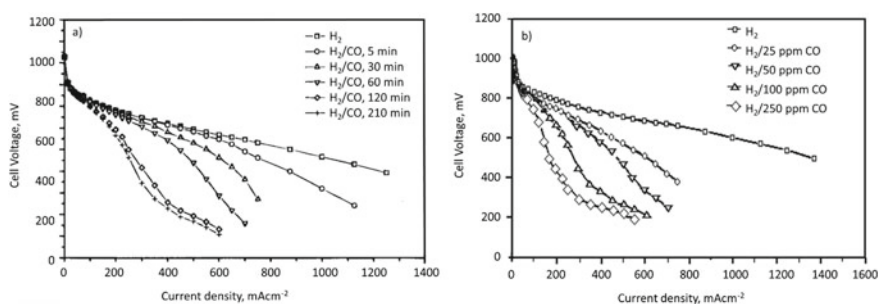 a)
1200
1000
800
600
400
200
0
Cell Voltage, mV
H₂
H₂/CO, 5 min
H₂/CO, 30 min
H₂/CO, 60 min
H₂/CO, 120 min
H₂/CO, 210 min
0 200 400 600 800 1000 1200 1400
Current density, mAcm⁻²
b)
1200
1000
800
600
400
200
0
Cell Voltage, mV
H₂
H₂/25 ppm CO
H₂/50 ppm CO
H₂/100 ppm CO
H₂/250 ppm CO
0 200 400 600 800 1000 1200 1400
Current density, mAcm⁻²